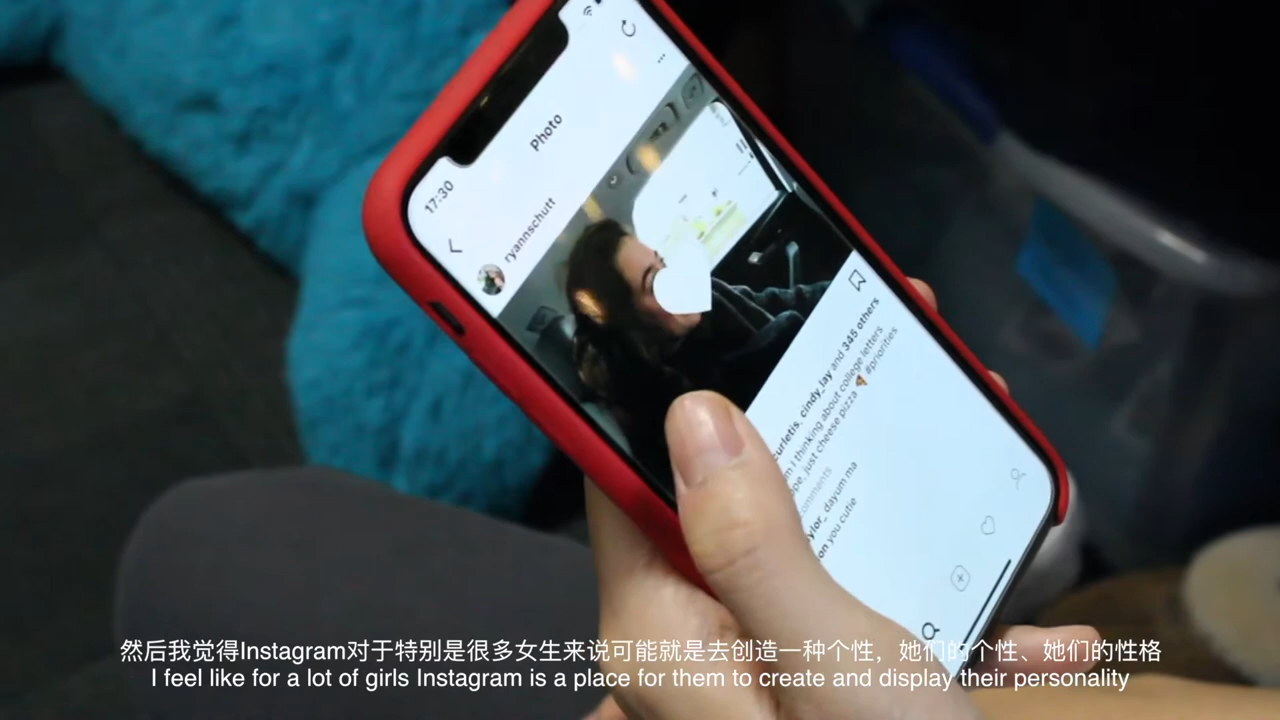 17:30
Photo
ryannschutt
curletis, cindy_lay and 345 others
m I thinking about college letters
ope, just cheese pizza 🍕 #priorities
comments
ylor_dayum ma
on you cutie
然后我觉得Instagram对于特别是很多女生来说可能就是去创造一种个性，她们的个性、她们的性格
I feel like for a lot of girls Instagram is a place for them to create and display their personality